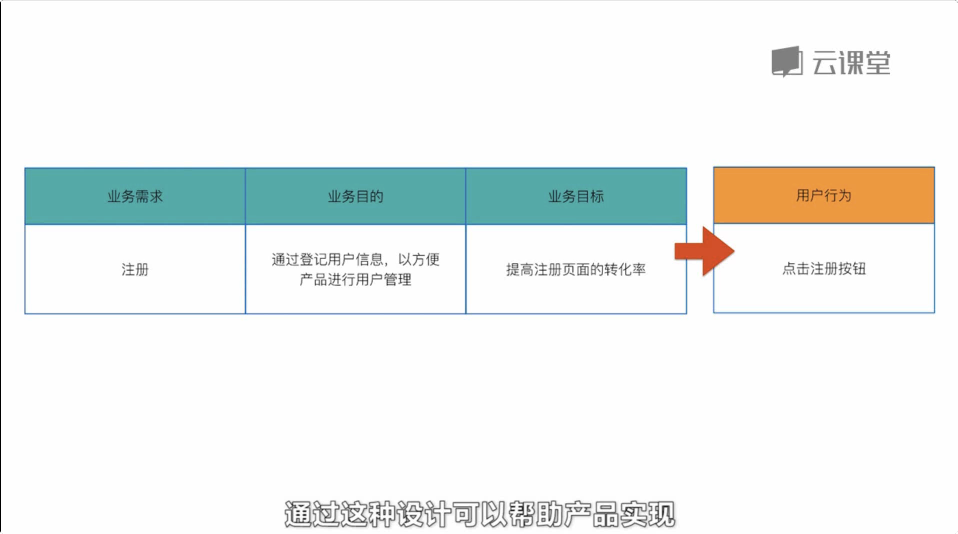 云课堂
业务需求
业务目的
业务目标
用户行为
注册
通过登记用户信息，以方便
产品进行用户管理
提高注册页面的转化率
点击注册按钮
通过这种设计可以帮助产品实现